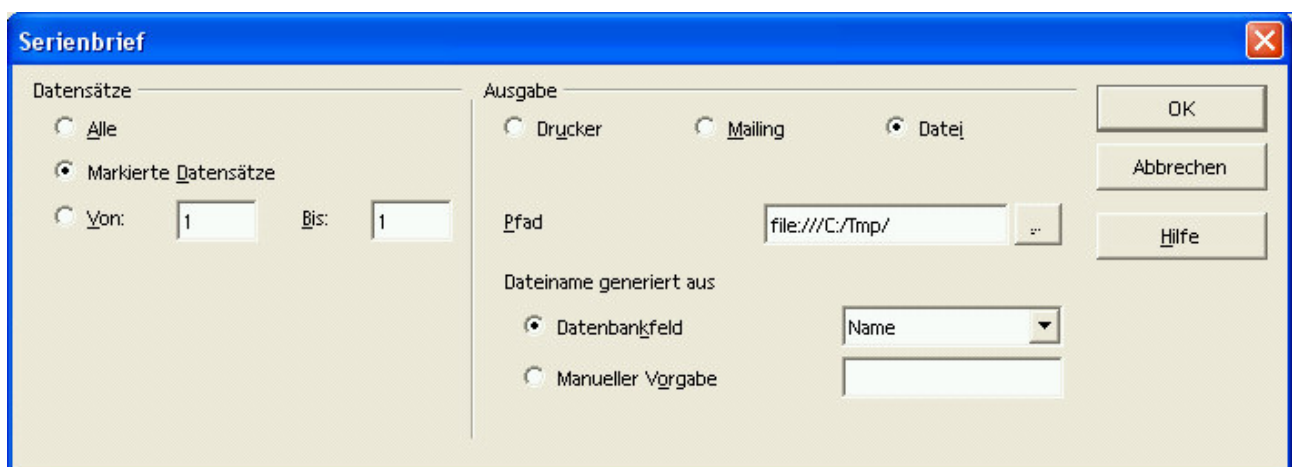 Serienbrief
Datensätze
Alle
Markierte Datensätze
Von: 1 Bis: 1
Ausgabe
Drucker Mailing Datei
Pfad file:///C:/Tmp/ ...
Dateiname generiert aus
Datenbankfeld Name
Manueller Vorgabe
OK
Abbrechen
Hilfe